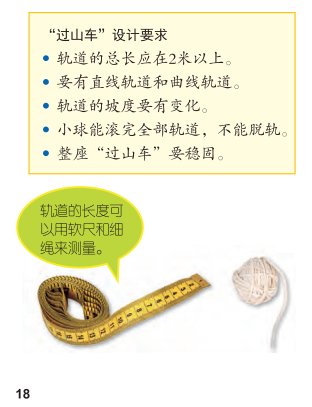 “过山车”设计要求
● 轨道的总长应在2米以上。
● 要有直线轨道和曲线轨道。
● 轨道的坡度要有变化。
● 小球能滚完全部轨道，不能脱轨。
● 整座“过山车”要稳固。
轨道的长度可
以用软尺和细
绳来测量。
18